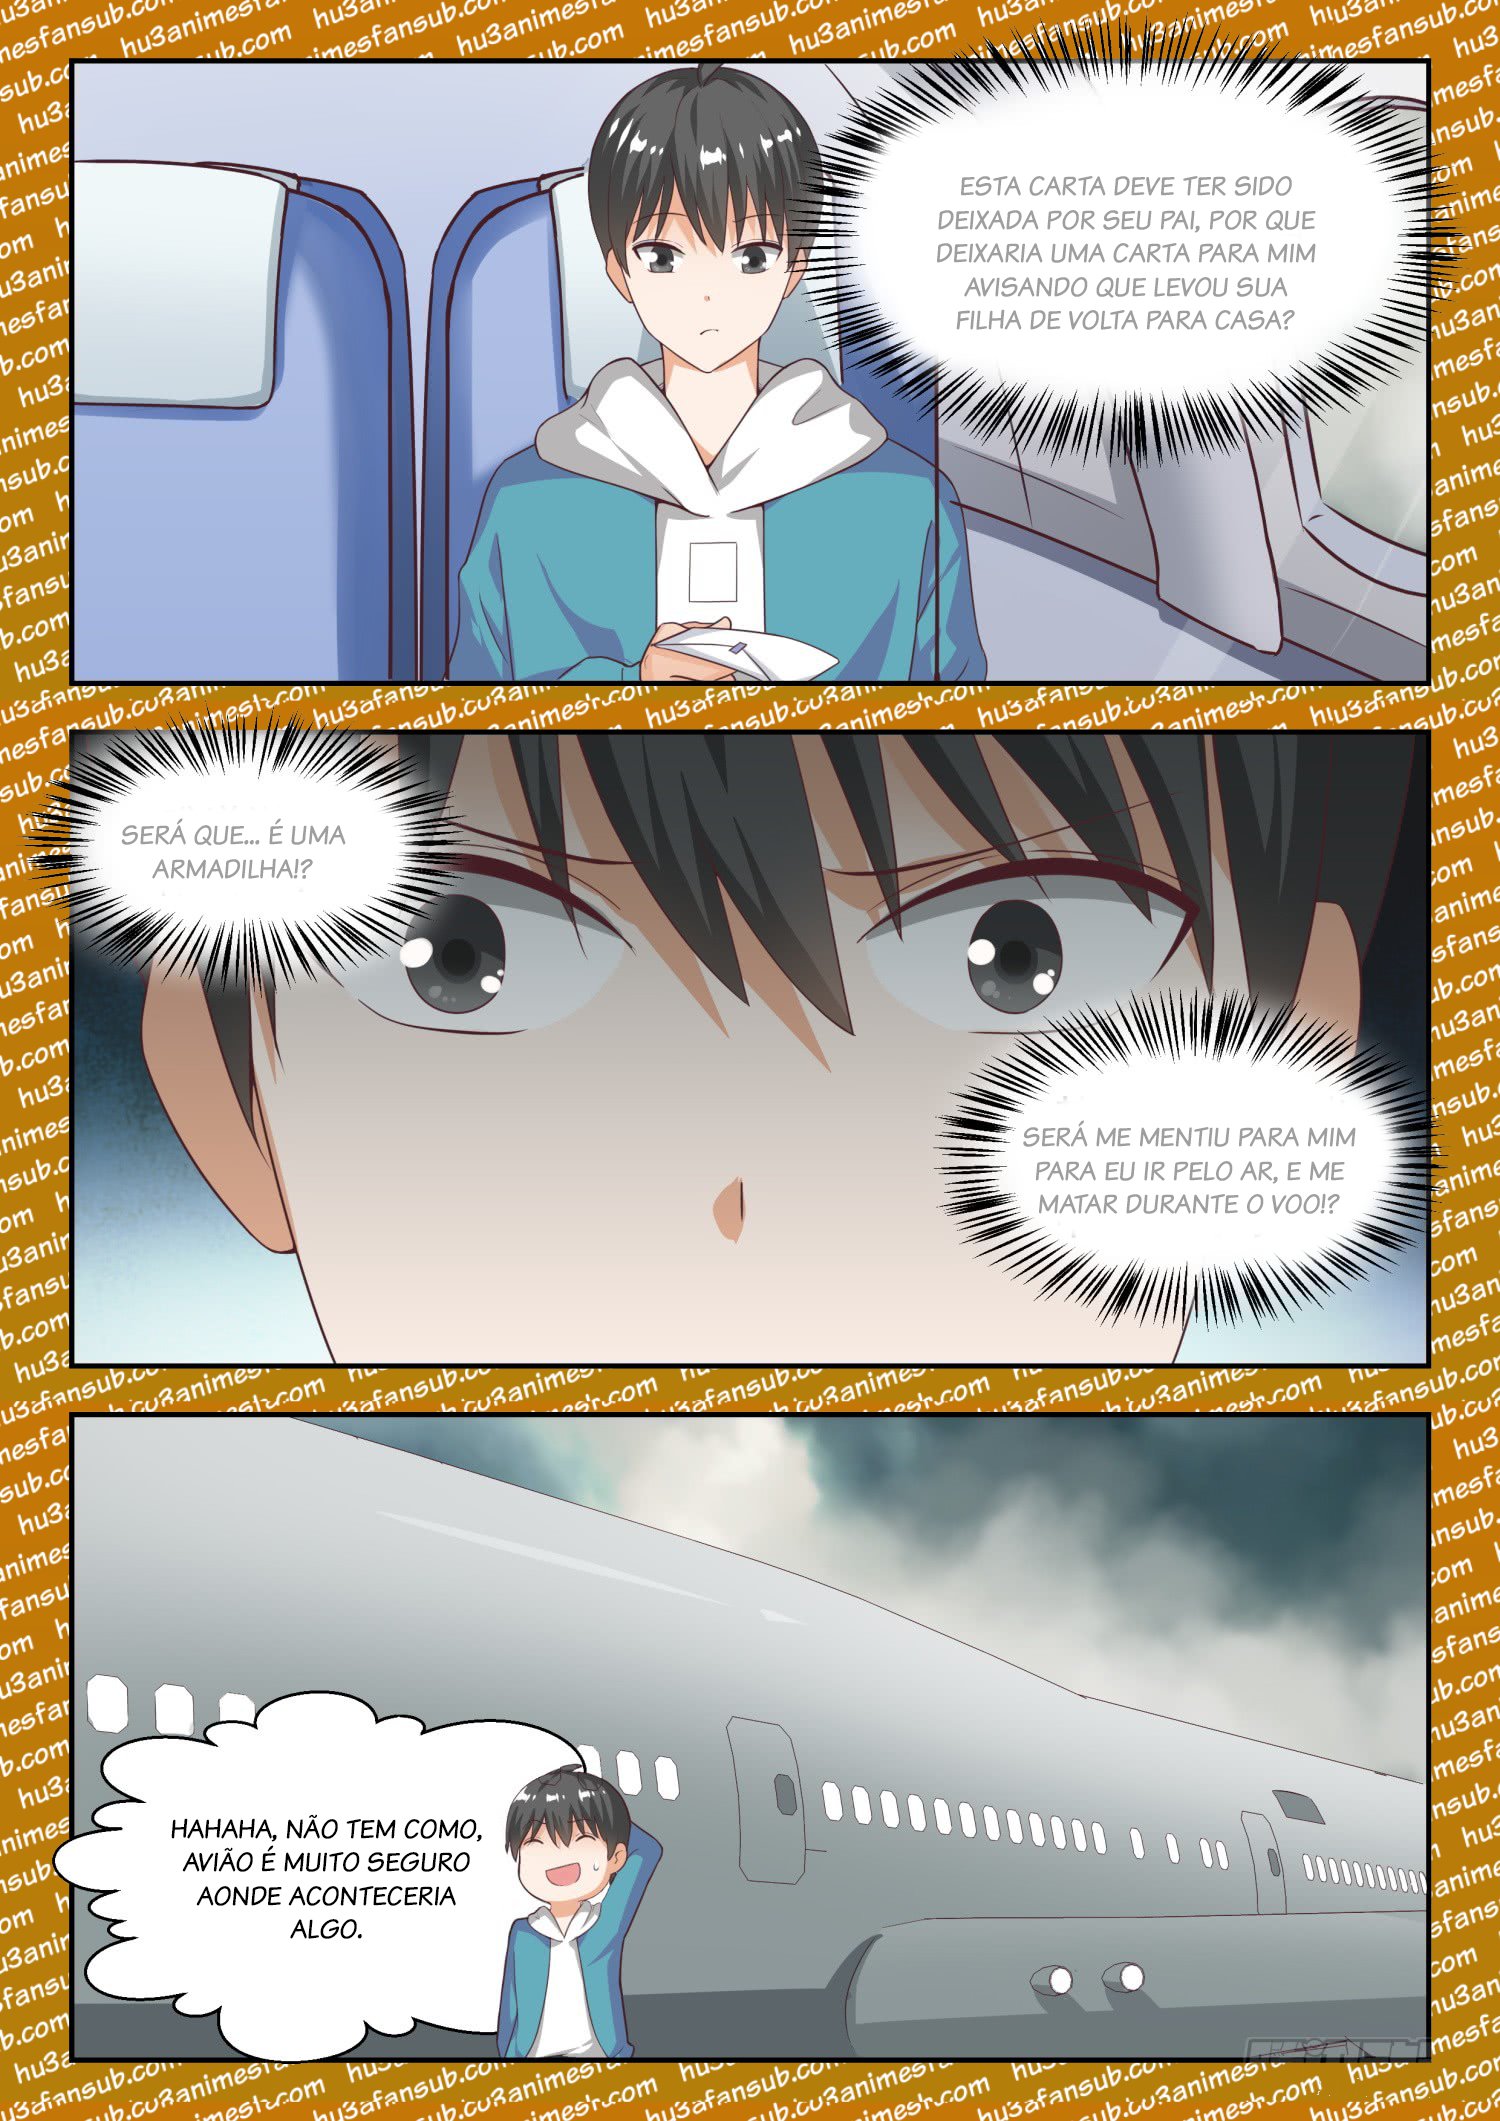 ESTA CARTA DEVE TER SIDO
DEIXADA POR SEU PAI, POR QUE
DEIXARIA UMA CARTA PARA MIM
AVISANDO QUE LEVOU SUA
FILHA DE VOLTA PARA CASA?
SERÁ QUE... É UMA
ARMADILHA!?
SERÁ ME MENTIU PARA MIM
PARA EU IR PELO AR, E ME
MATAR DURANTE O VOO!?
HAHAHA, NÃO TEM COMO,
AVIÃO É MUITO SEGURO
AONDE ACONTECERIA
ALGO.